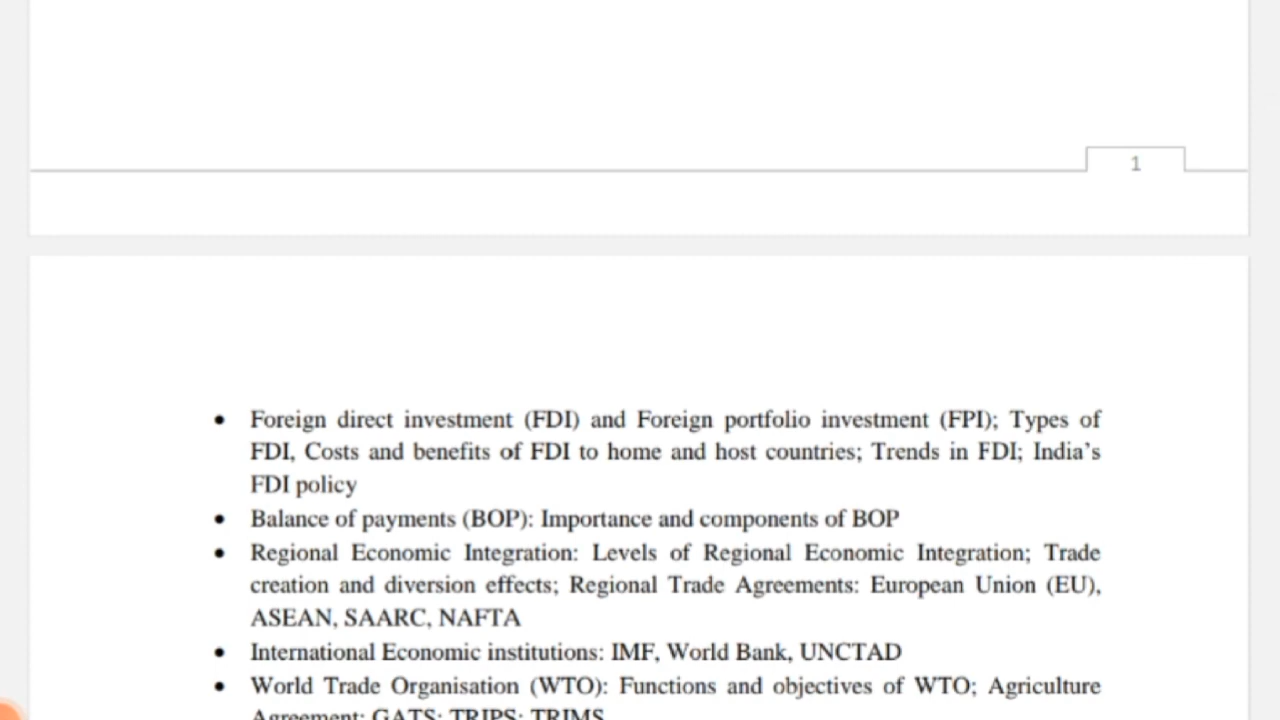 1
• Foreign direct investment (FDI) and Foreign portfolio investment (FPI); Types of
FDI, Costs and benefits of FDI to home and host countries; Trends in FDI; India's
FDI policy
• Balance of payments (BOP): Importance and components of BOP
• Regional Economic Integration: Levels of Regional Economic Integration; Trade
creation and diversion effects; Regional Trade Agreements: European Union (EU),
ASEAN, SAARC, NAFTA
• International Economic institutions: IMF, World Bank, UNCTAD
• World Trade Organisation (WTO): Functions and objectives of WTO; Agriculture
Agreement; GATS; TRIPS; TRIMS